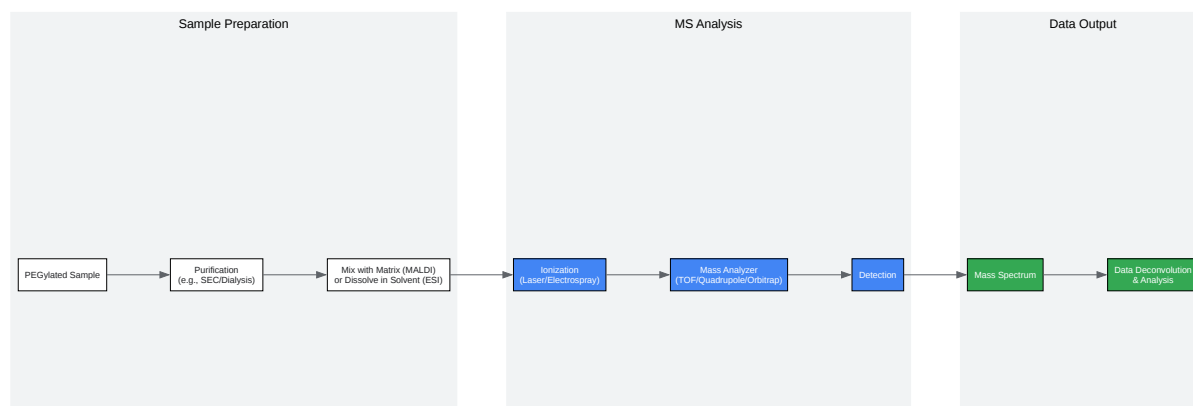 Sample Preparation
MS Analysis
Data Output
PEGylated Sample
Purification
(e.g., SEC/Dialysis)
Mix with Matrix (MALDI)
or Dissolve in Solvent (ESI)
Ionization
(Laser/Electrospray)
Mass Analyzer
(TOF/Quadrupole/Orbitrap)
Detection
Mass Spectrum
Data Deconvolution
& Analysis